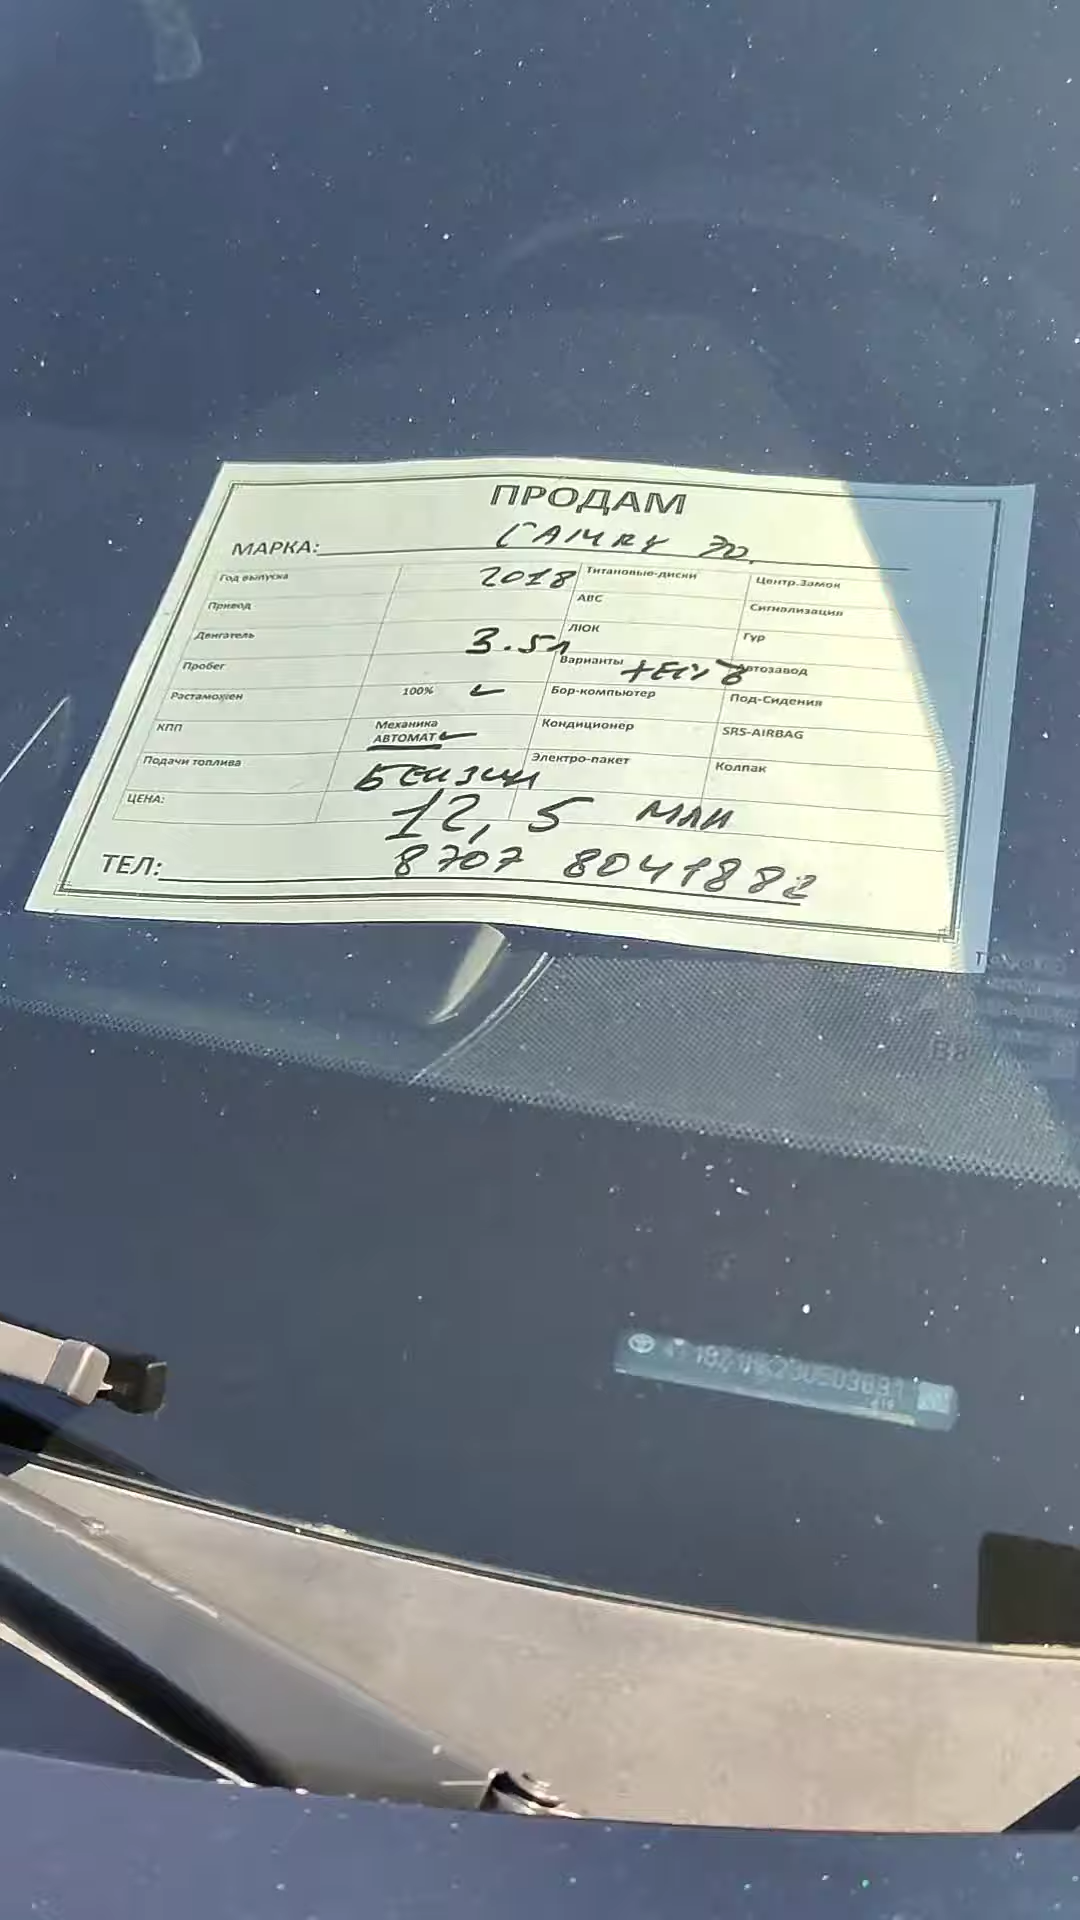 ПРОДАМ
МАРКА: CAMRY 70
Год выпуска 2018 Титановые-диски Центр.Замок
Привод АВС Сигнализация
Двигатель 3.5л ЛЮК Гур
Пробег Варианты Автозавод
Растаможен 100% Бор-компьютер Под-Сидения
КПП Механика Кондиционер SRS-AIRBAG
АВТОМАТ
Подачи топлива Бензин Электро-пакет Колпак
ЦЕНА: 12,5 млн
ТЕЛ: 8707 8041882